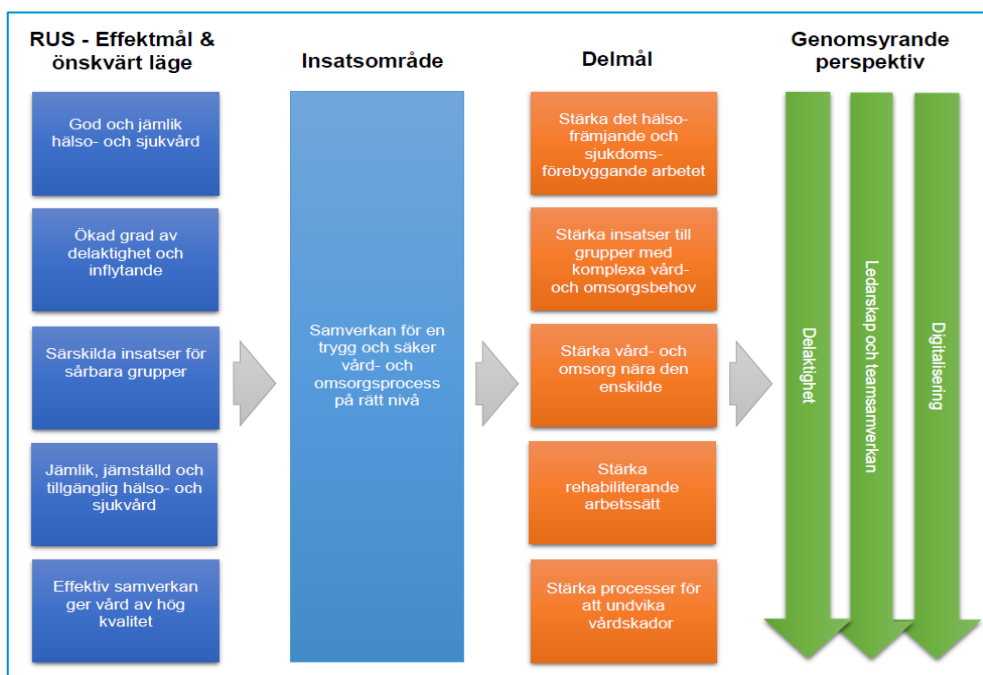 RUS - Effektmål &
önskvärt läge
God och jämlik
hälso- och sjukvård
Ökad grad av
delaktighet och
inflytande
Särskilda insatser för
sårbara grupper
Jämlik, jämställd och
tillgänglig hälso- och
sjukvård
Effektiv samverkan
ger vård av hög
kvalitet
Insatsområde
Samverkan för en
trygg och säker
vård- och
omsorgsprocess
på rätt nivå
Delmål
Stärka det hälso-
främjande och
sjukdoms-
förebyggande arbetet
Stärka insatser till
grupper med
komplexa vård-
och omsorgsbehov
Stärka vård- och
omsorg nära den
enskilde
Stärka
rehabiliterande
arbetssätt
Stärka processer för
att undvika
vårdskador
Genomsyrande
perspektiv
Delaktighet
Ledarskap och teamsamverkan
Digitalisering